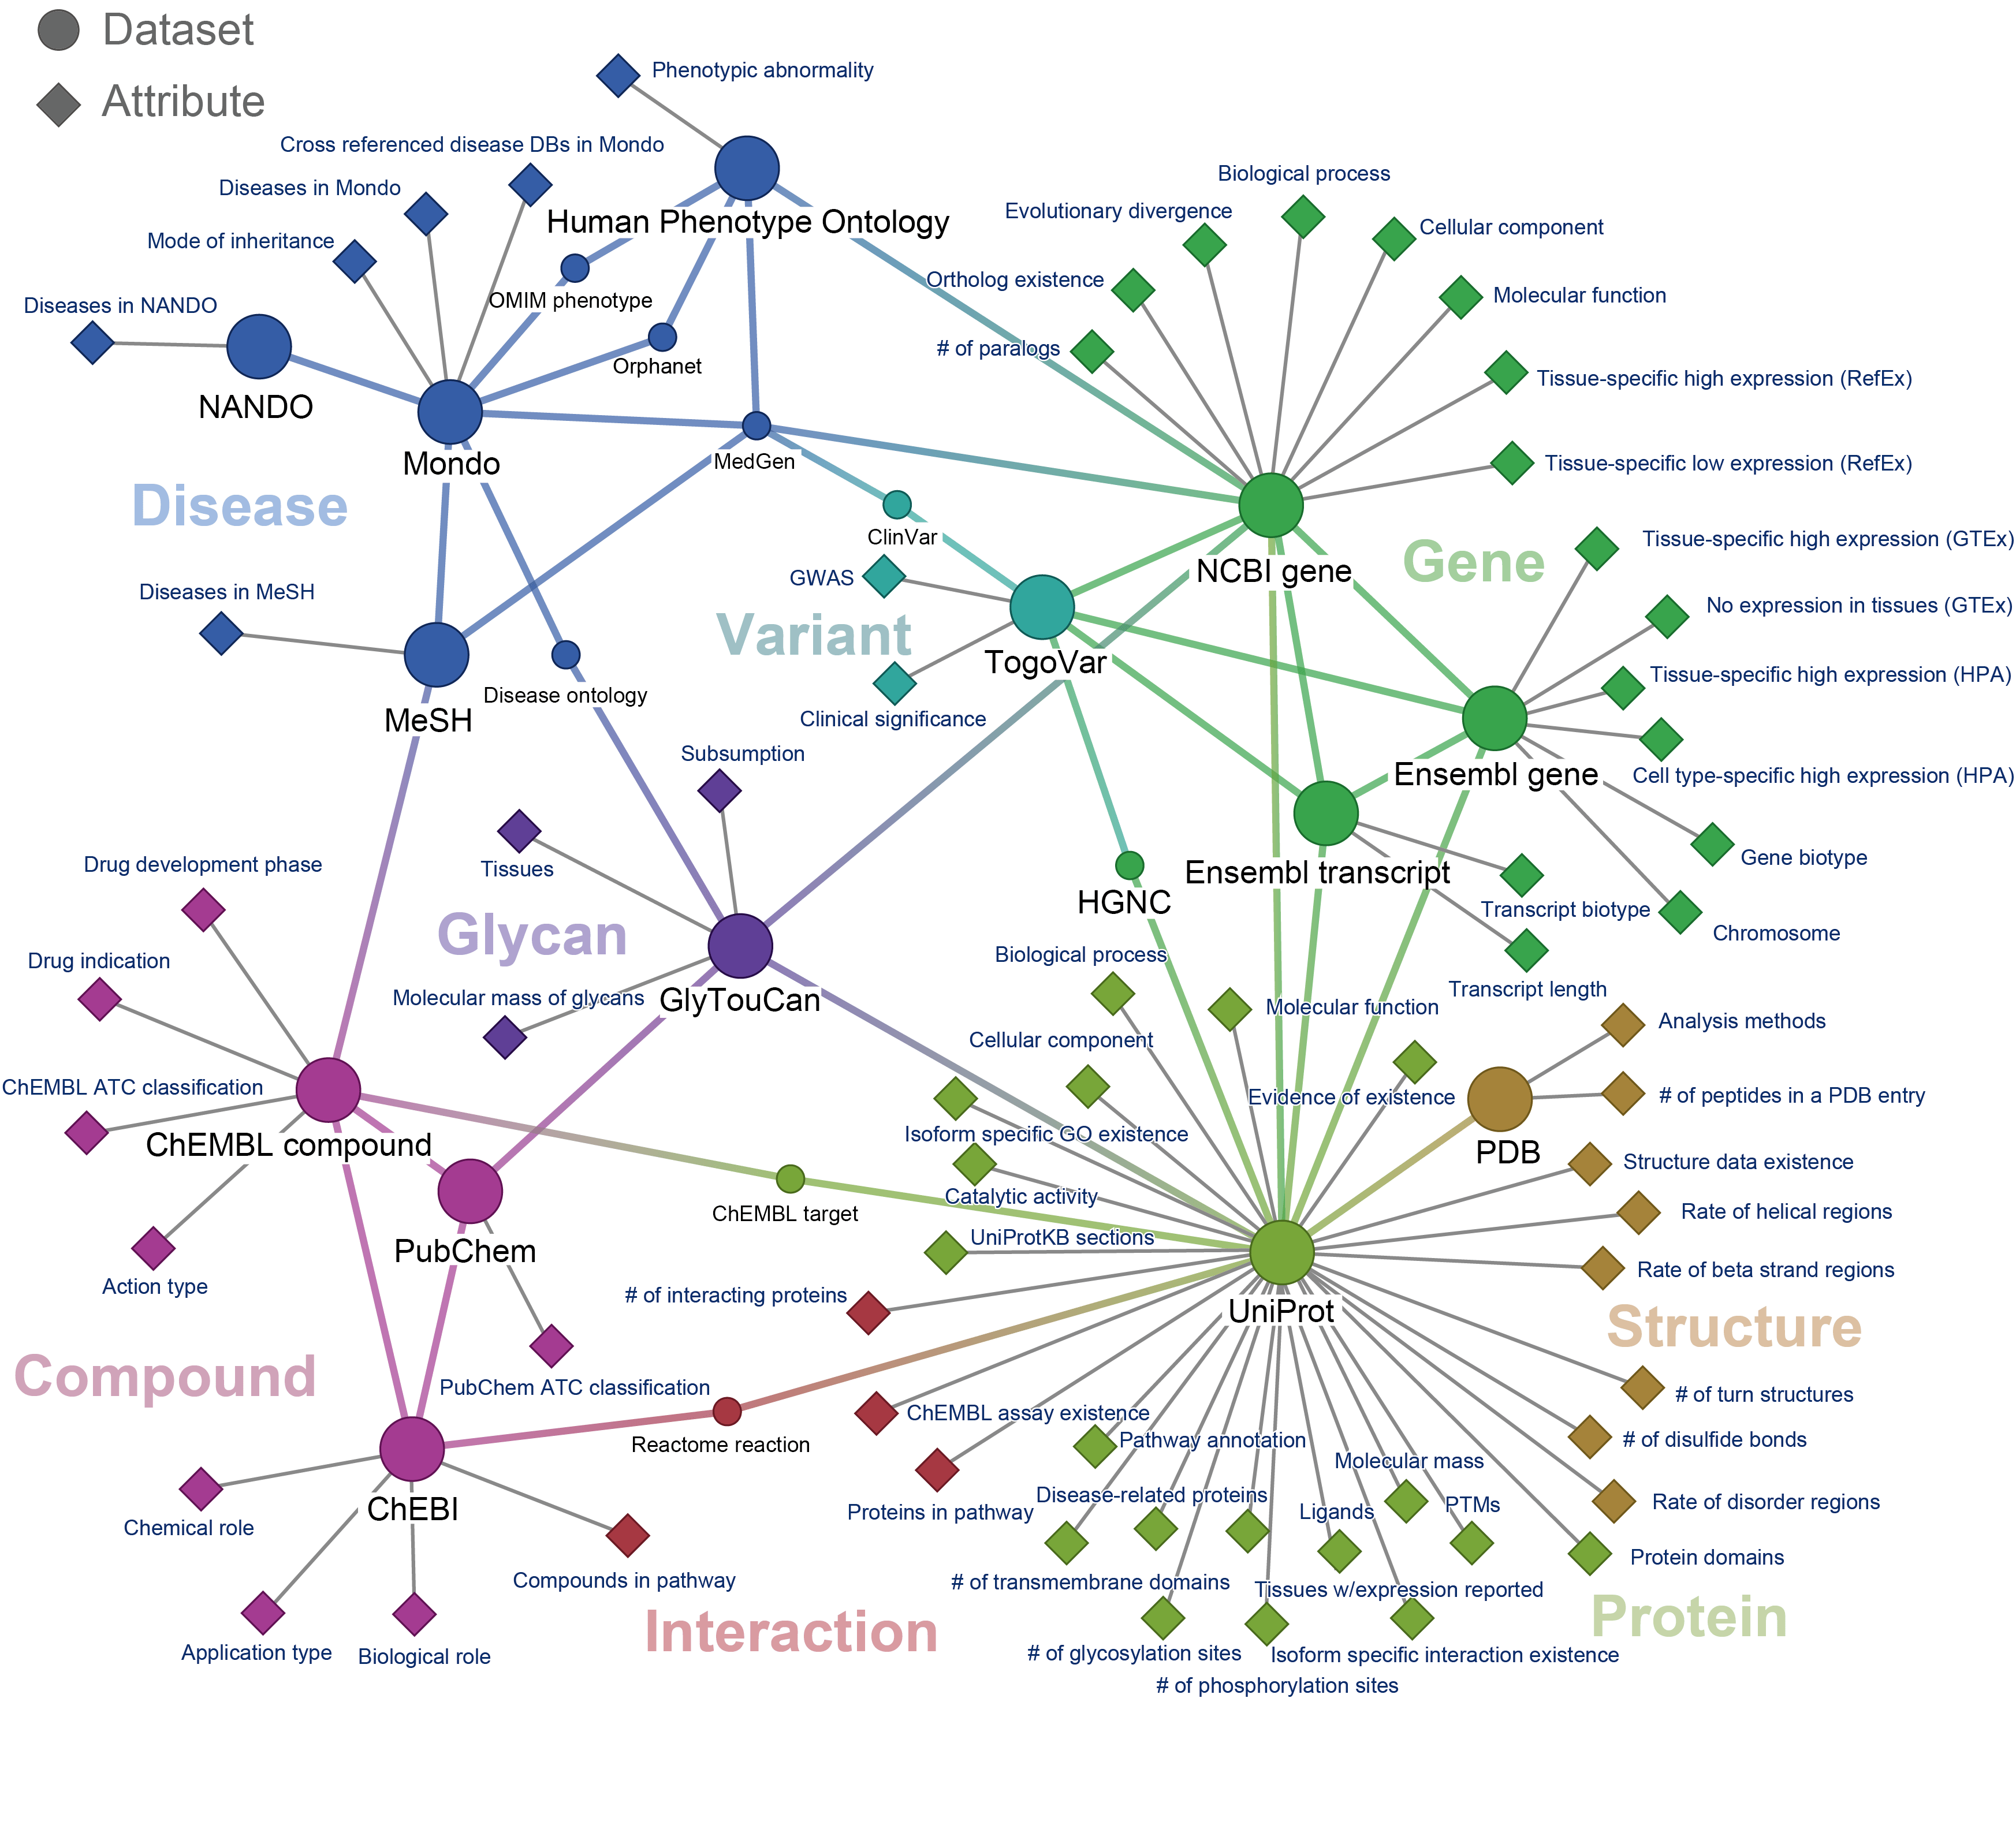 Dataset
Attribute
Phenotypic abnormality
Cross referenced disease DBs in Mondo
Diseases in Mondo
Mode of inheritance
Diseases in NANDO
Human Phenotype Ontology
OMIM phenotype
Orphanet
NANDO
Mondo
MedGen
Disease
Biological process
Evolutionary divergence
Cellular component
Ortholog existence
Molecular function
# of paralogs
Tissue-specific high expression (RefEx)
Tissue-specific low expression (RefEx)
ClinVar
GWAS
NCBI gene
Gene
Tissue-specific high expression (GTEx)
No expression in tissues (GTEx)
Diseases in MeSH
Variant
TogoVar
Tissue-specific high expression (HPA)
Disease ontology
MeSH
Clinical significance
Subsumption
Ensembl gene
Cell type-specific high expression (HPA)
Tissues
Drug development phase
Ensembl transcript
Gene biotype
HGNC
Transcript biotype
Chromosome
Glycan
Drug indication
Biological process
Molecular mass of glycans
GlyTouCan
Molecular function
Transcript length
Analysis methods
Cellular component
ChEMBL ATC classification
Evidence of existence
# of peptides in a PDB entry
ChEMBL compound
Isoform specific GO existence
PDB
Structure data existence
Catalytic activity
ChEMBL target
Rate of helical regions
PubChem
UniProtKB sections
Action type
Rate of beta strand regions
# of interacting proteins
UniProt
Structure
Compound
PubChem ATC classification
# of turn structures
ChEMBL assay existence
Reactome reaction
Pathway annotation
# of disulfide bonds
Molecular mass
Disease-related proteins
PTMs
Rate of disorder regions
ChEBI
Proteins in pathway
Ligands
Chemical role
Protein domains
Compounds in pathway
# of transmembrane domains
Tissues w/expression reported
Protein
Interaction
Application type
Biological role
# of glycosylation sites
Isoform specific interaction existence
# of phosphorylation sites